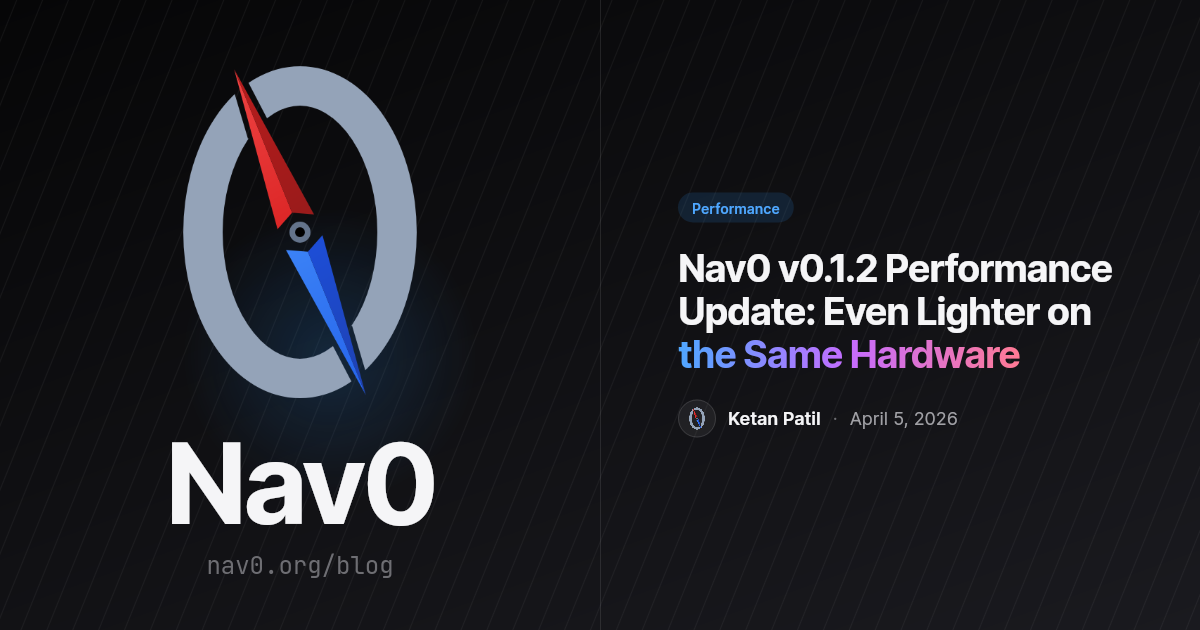 Nav0
nav0.org/blog
Performance
Nav0 v0.1.2 Performance
Update: Even Lighter on
the Same Hardware
Ketan Patil · April 5, 2026